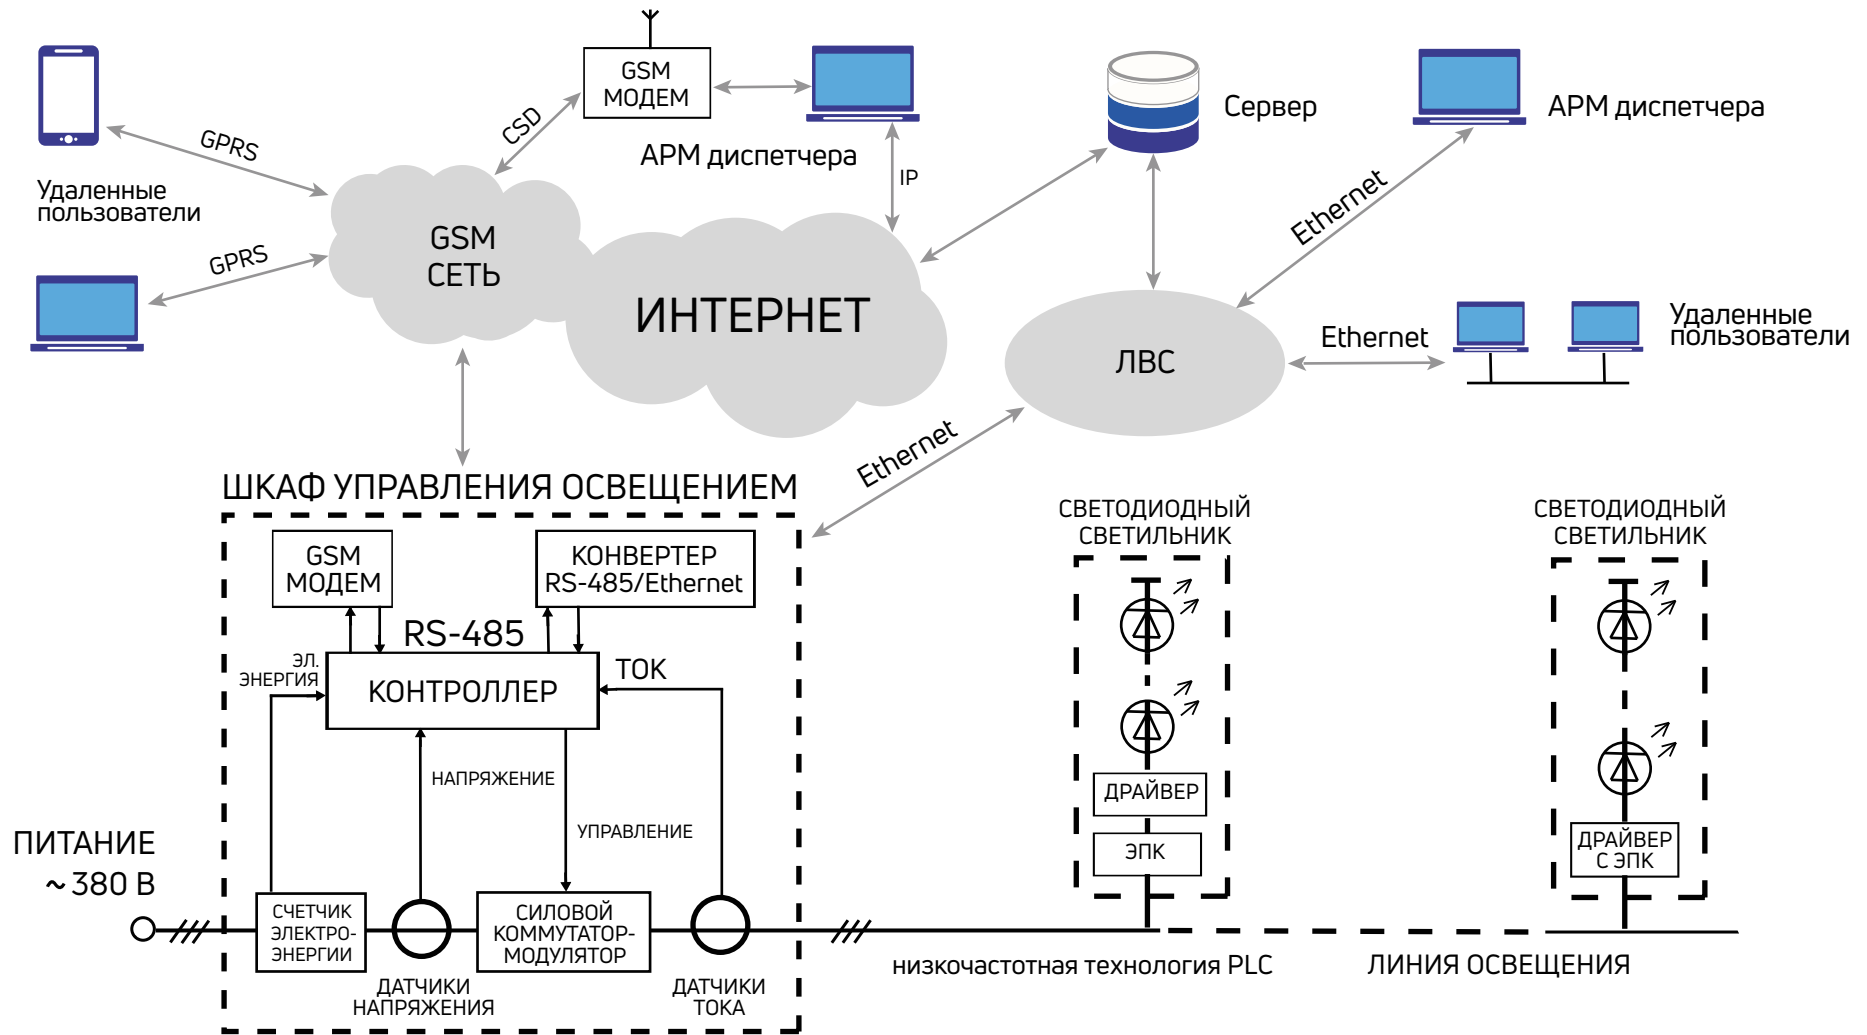 GSM
МОДЕМ
АРМ диспетчера
Сервер
АРМ диспетчера
GPRS
CSD
IP
Удаленные
пользователи
GSM
СЕТЬ
GPRS
ИНТЕРНЕТ
Ethernet
ЛВС
Ethernet
Удаленные
пользователи
Ethernet
ШКАФ УПРАВЛЕНИЯ ОСВЕЩЕНИЕМ
GSM
МОДЕМ
КОНВЕРТЕР
RS-485/Ethernet
RS-485
ЭЛ.
ЭНЕРГИЯ
КОНТРОЛЛЕР
ТОК
НАПРЯЖЕНИЕ
УПРАВЛЕНИЕ
ПИТАНИЕ
~ 380 В
СЧЕТЧИК
ЭЛЕКТРО-
ЭНЕРГИИ
СИЛОВОЙ
КОММУТАТОР-
МОДУЛЯТОР
ДАТЧИКИ
НАПРЯЖЕНИЯ
ДАТЧИКИ
ТОКА
СВЕТОДИОДНЫЙ
СВЕТИЛЬНИК
ДРАЙВЕР
ЭПК
СВЕТОДИОДНЫЙ
СВЕТИЛЬНИК
ДРАЙВЕР
С ЭПК
низкочастотная технология PLC
ЛИНИЯ ОСВЕЩЕНИЯ